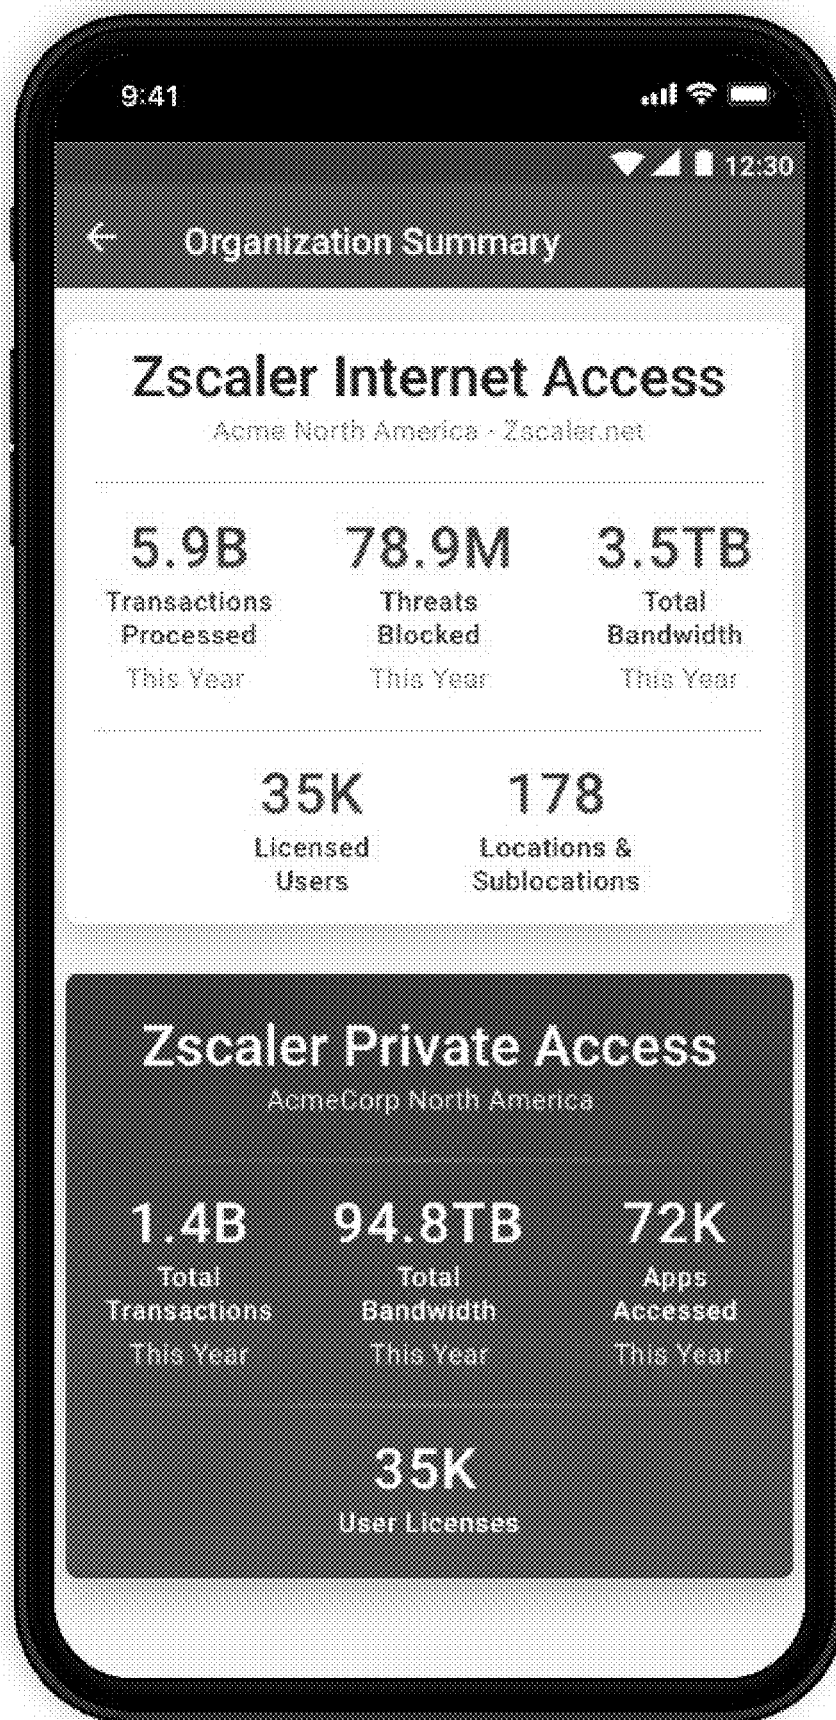 9:41
12:30
Organization Summary
Zscaler Internet Access
Acme North America - Zscaler.net
5.9B 78.9M 3.5TB
Transactions Threats Total
Processed Blocked Bandwidth
This Year This Year This Year
35K 178
Licensed Locations &
Users Sublocations
Zscaler Private Access
AcmeCorp North America
1.4B 94.8TB 72K
Total Total Apps
Transactions Bandwidth Accessed
This Year This Year This Year
35K
User Licenses